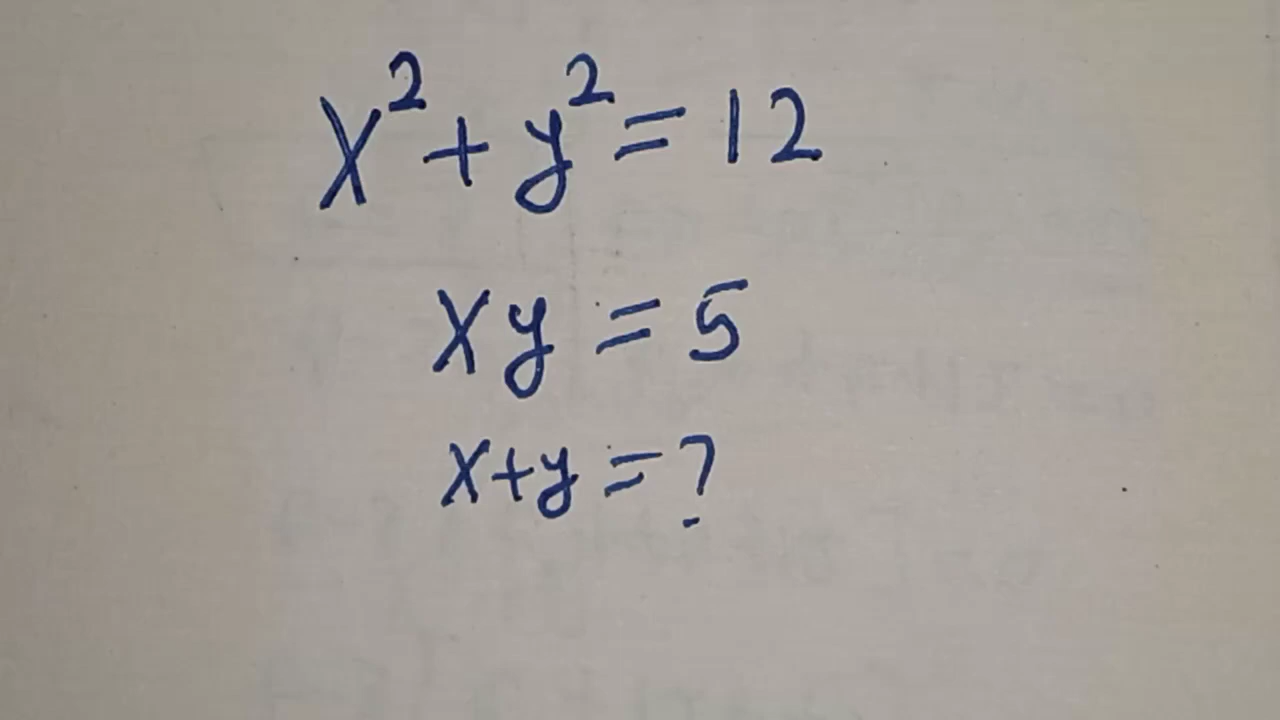 x² + y² = 12
xy = 5
x+y = ?